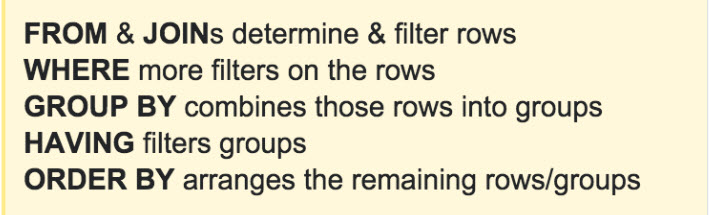 FROM & JOINs determine & filter rows
WHERE more filters on the rows
GROUP BY combines those rows into groups
HAVING filters groups
ORDER BY arranges the remaining rows/groups